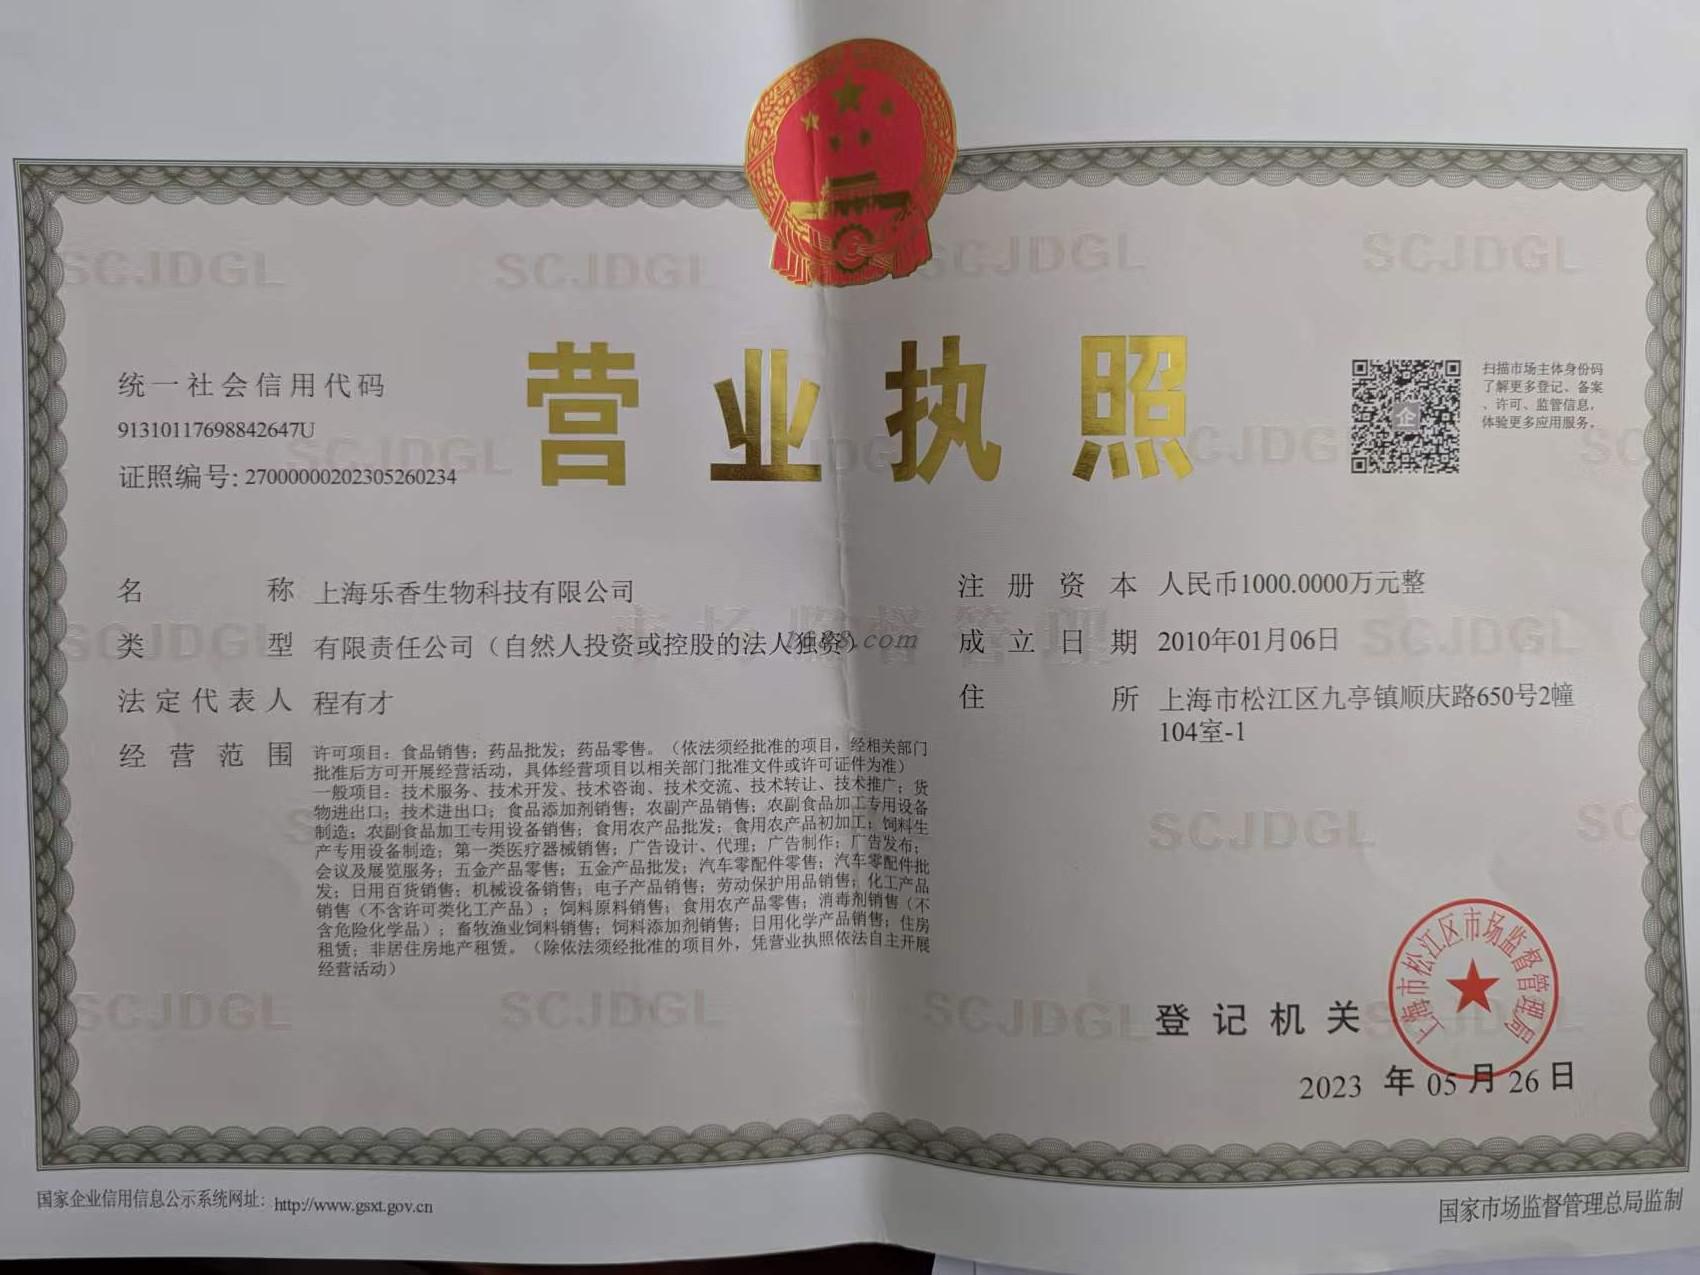 营业执照
统一社会信用代码
91310117698842647U
证照编号: 27000000202305260234
扫描市场主体身份码
了解更多登记、备案
、许可、监管信息,
体验更多应用服务。
名称 上海乐香生物科技有限公司
类型 有限责任公司（自然人投资或控股的法人独资）
法定代表人 程有才
经营范围 许可项目：食品销售；药品批发；药品零售。（依法须经批准的项目，经相关部门
批准后方可开展经营活动，具体经营项目以相关部门批准文件或许可证件为准）
一般项目：技术服务、技术开发、技术咨询、技术交流、技术转让、技术推广；货
物进出口；技术进出口；食品添加剂销售；农副产品销售；农副食品加工专用设备
制造；农副食品加工专用设备销售；食用农产品批发；食用农产品初加工；饲料生
产专用设备制造；第一类医疗器械销售；广告设计、代理；广告制作；广告发布；
会议及展览服务；五金产品零售；五金产品批发；汽车零配件零售；汽车零配件批
发；日用百货销售；机械设备销售；电子产品销售；劳动保护用品销售；化工产品
销售（不含许可类化工产品）；饲料原料销售；食用农产品零售；消毒剂销售（不
含危险化学品）；畜牧渔业饲料销售；饲料添加剂销售；日用化学产品销售；住房
租赁；非居住房地产租赁。（除依法须经批准的项目外，凭营业执照依法自主开展
经营活动）
注册资本 人民币1000.0000万元整
成立日期 2010年01月06日
住所 上海市松江区九亭镇顺庆路650号2幢
104室-1
登记机关
上海市松江区市场监督管理局
2023 年 05 月 26 日
国家企业信用信息公示系统网址: http://www.gsxt.gov.cn
国家市场监督管理总局监制
SCJDGL
市场监督管理
企